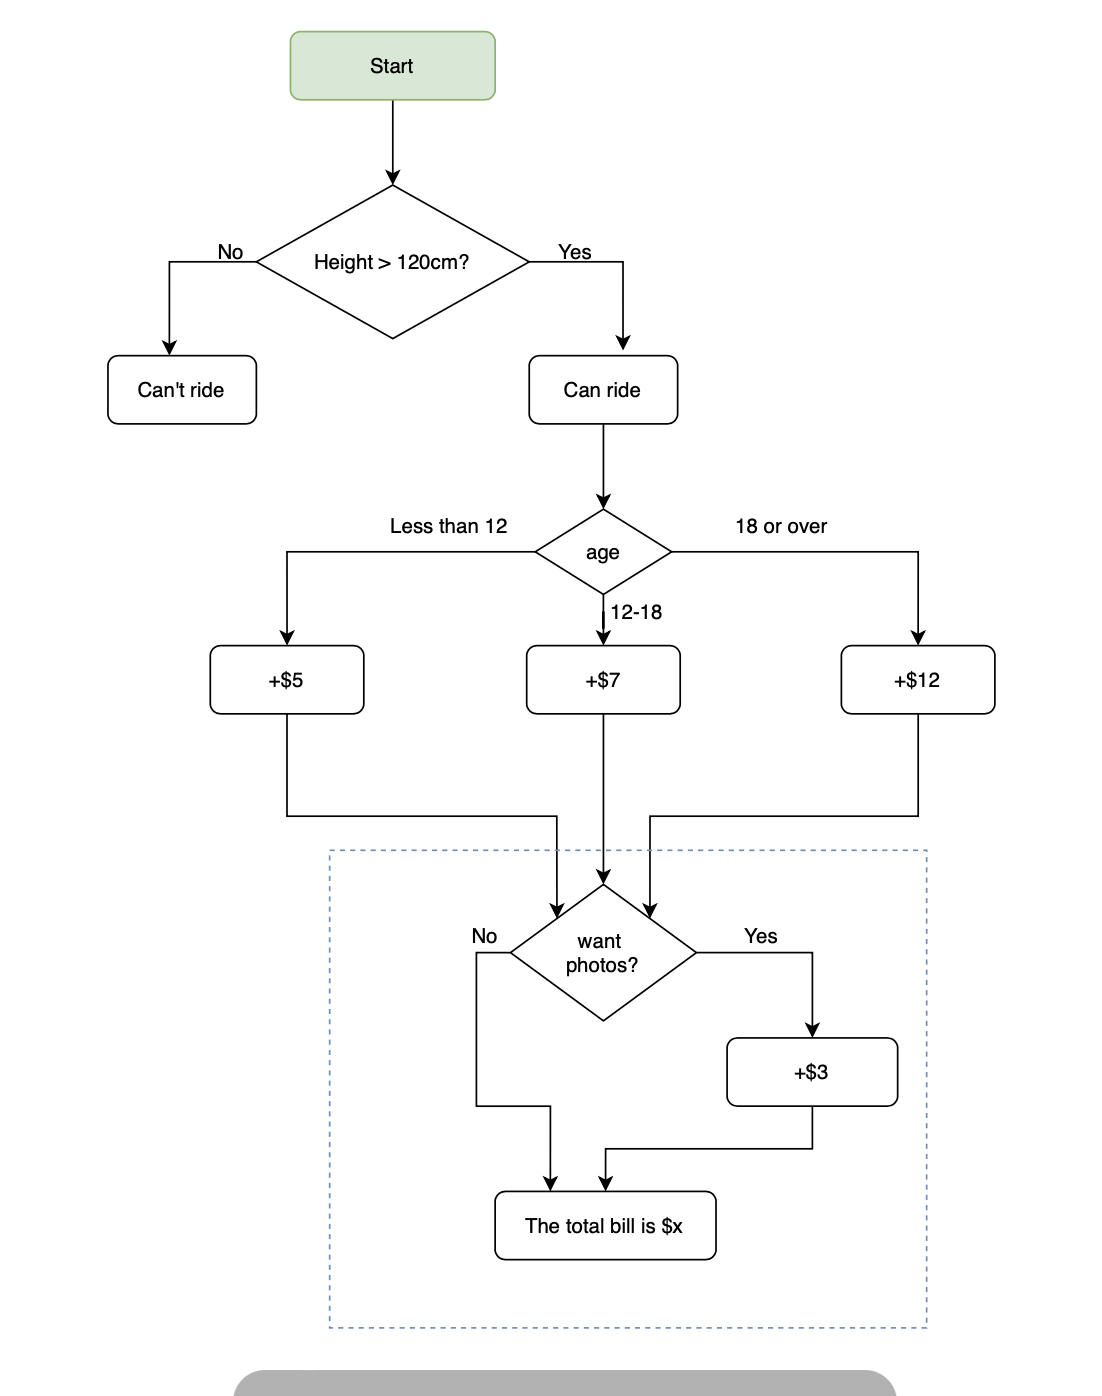 Start
Height > 120cm?
No
Yes
Can't ride
Can ride
Less than 12
18 or over
age
12-18
+$5
+$7
+$12
No
Yes
want
photos?
+$3
The total bill is $x